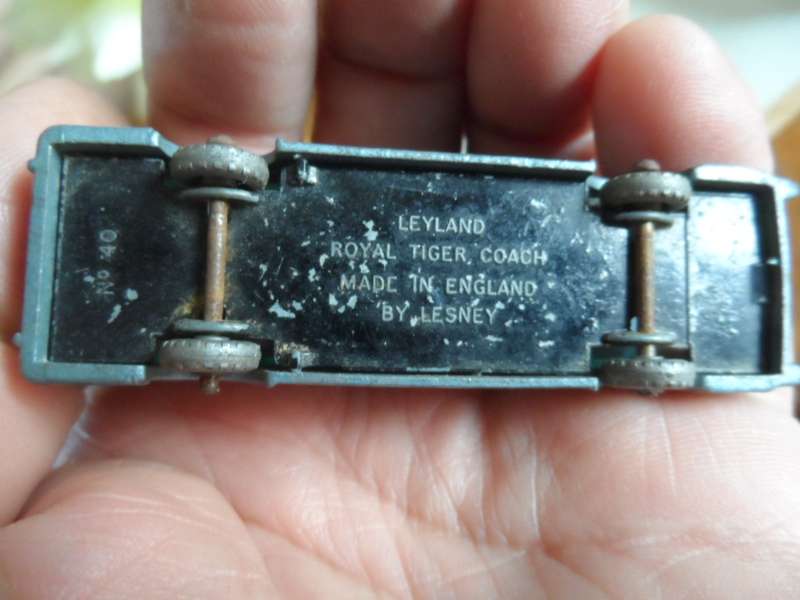 No 40
LEYLAND
ROYAL TIGER COACH
MADE IN ENGLAND
BY LESNEY